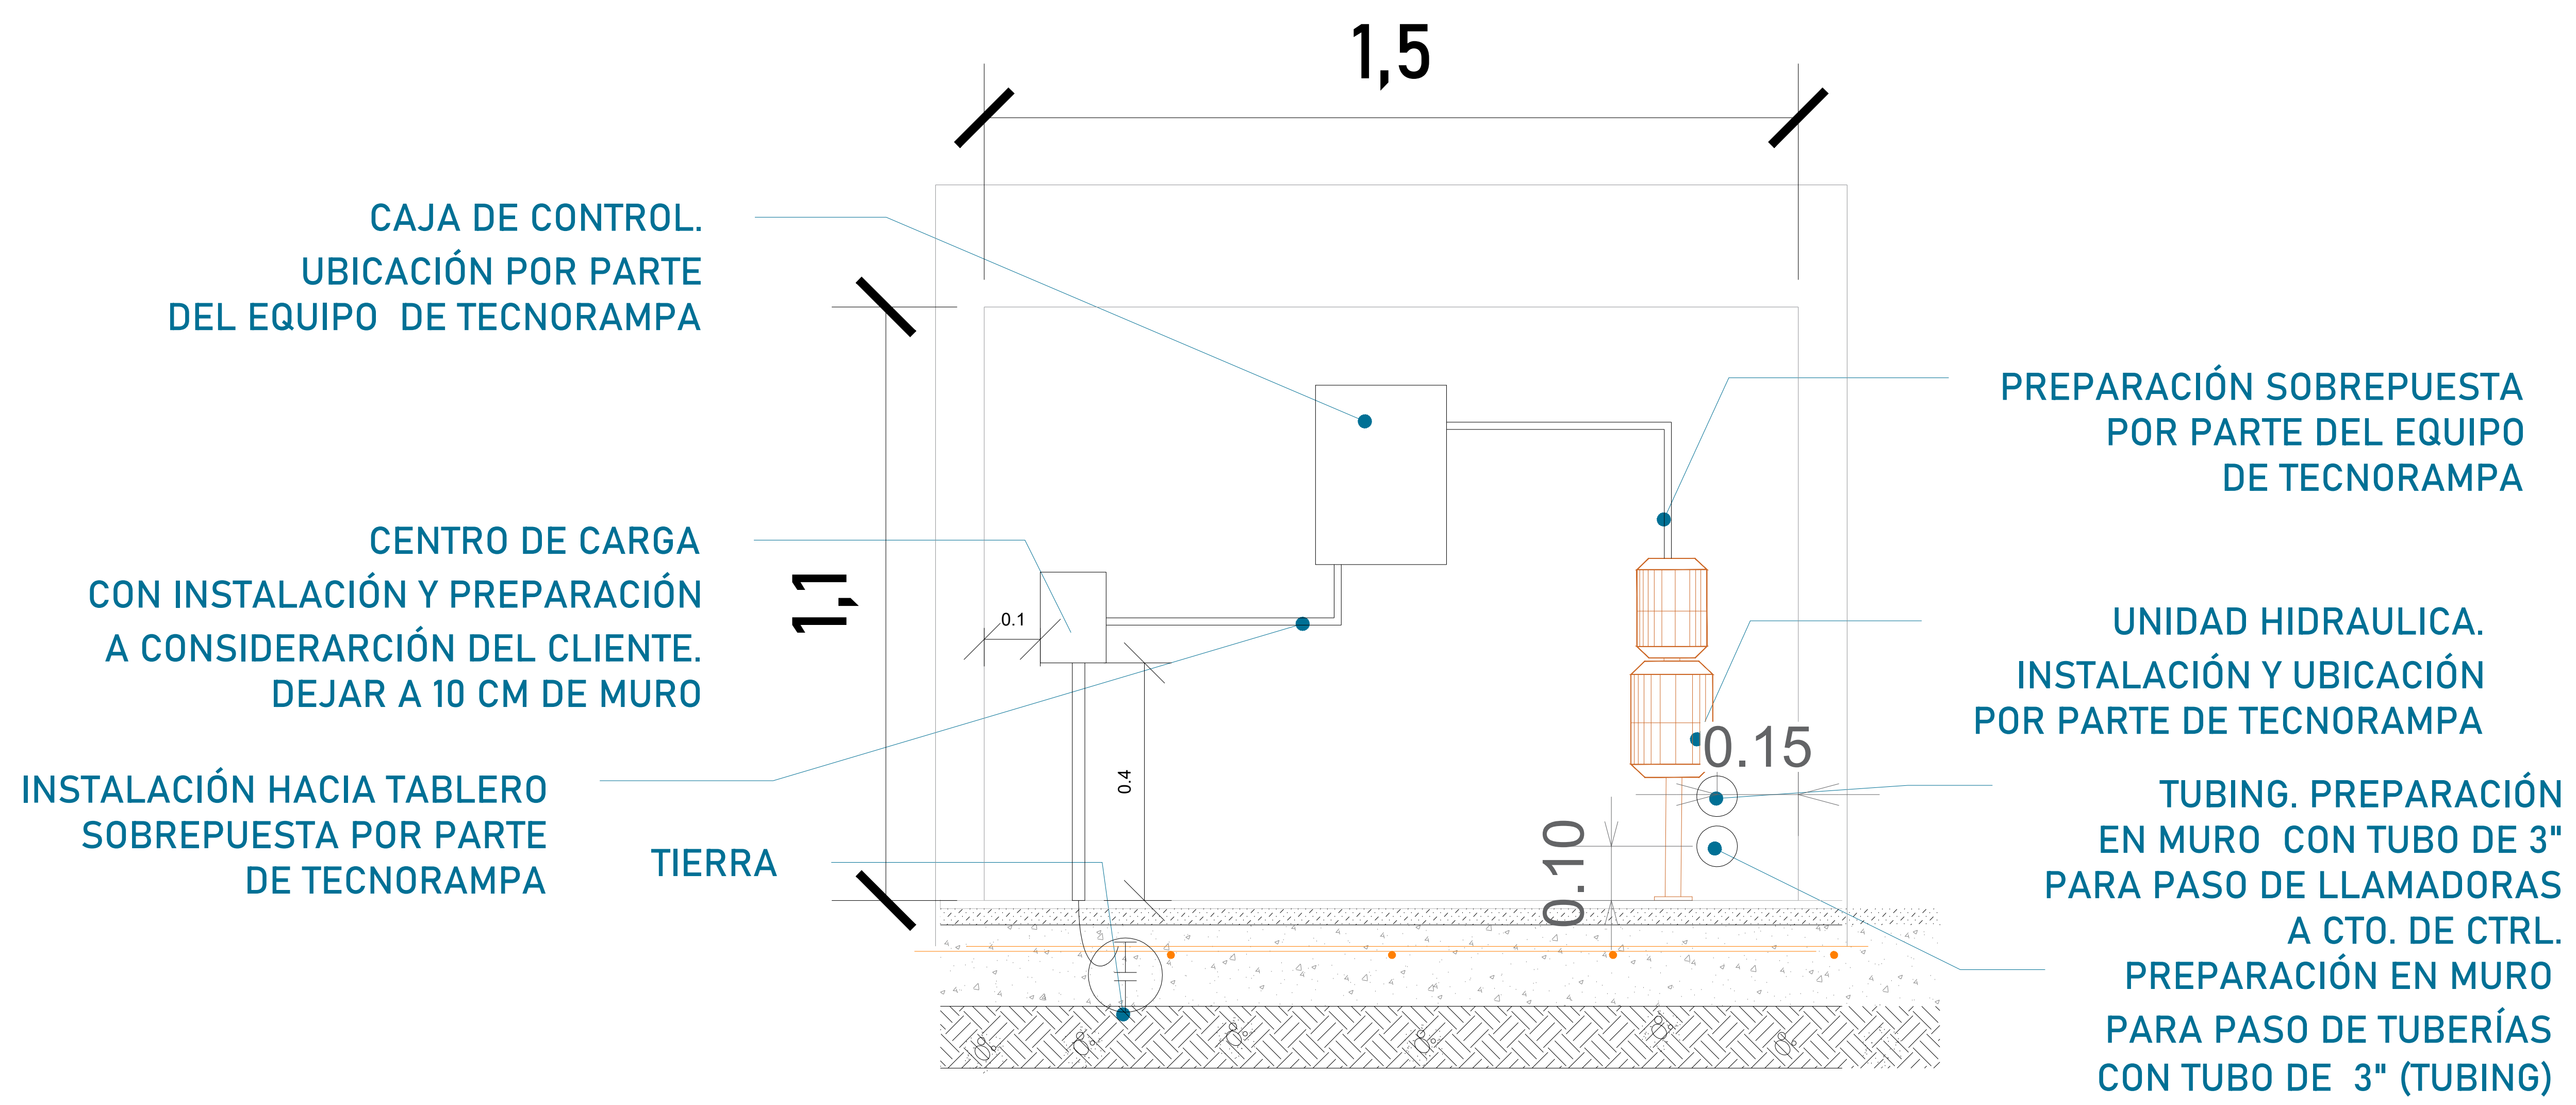 1,5
CAJA DE CONTROL.
UBICACIÓN POR PARTE
DEL EQUIPO DE TECNORAMPA
CENTRO DE CARGA
CON INSTALACIÓN Y PREPARACIÓN
A CONSIDERARCIÓN DEL CLIENTE.
DEJAR A 10 CM DE MURO
INSTALACIÓN HACIA TABLERO
SOBREPUESTA POR PARTE
DE TECNORAMPA
TIERRA
1,1
0.1
0.4
0.10
0.15
PREPARACIÓN SOBREPUESTA
POR PARTE DEL EQUIPO
DE TECNORAMPA
UNIDAD HIDRAULICA.
INSTALACIÓN Y UBICACIÓN
POR PARTE DE TECNORAMPA
TUBING. PREPARACIÓN
EN MURO CON TUBO DE 3"
PARA PASO DE LLAMADORAS
A CTO. DE CTRL.
PREPARACIÓN EN MURO
PARA PASO DE TUBERÍAS
CON TUBO DE 3" (TUBING)